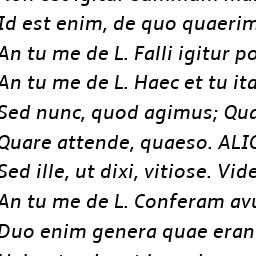 Id est enim, de quo quaerim
An tu me de L. Falli igitur po
An tu me de L. Haec et tu ita
Sed nunc, quod agimus; Qua
Quare attende, quaeso. ALIO
Sed ille, ut dixi, vitiose. Vide
An tu me de L. Conferam avu
Duo enim genera quae eran